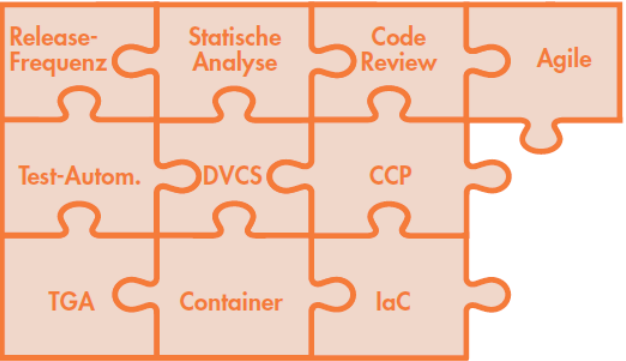 Release-
Frequenz
Statische
Analyse
Code
Review
Agile
Test-Autom.
DVCS
CCP
TGA
Container
IaC